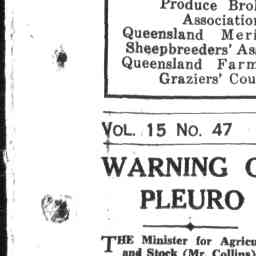 Produce Bro
Association
Queensland Meri
Sheepbreeders' As
Queensland Farm
Graziers' Cou
VOL. 15 No. 47
WARNING
PLEURO
THE Minister for Agricu
and Stock (Mr. Collins)